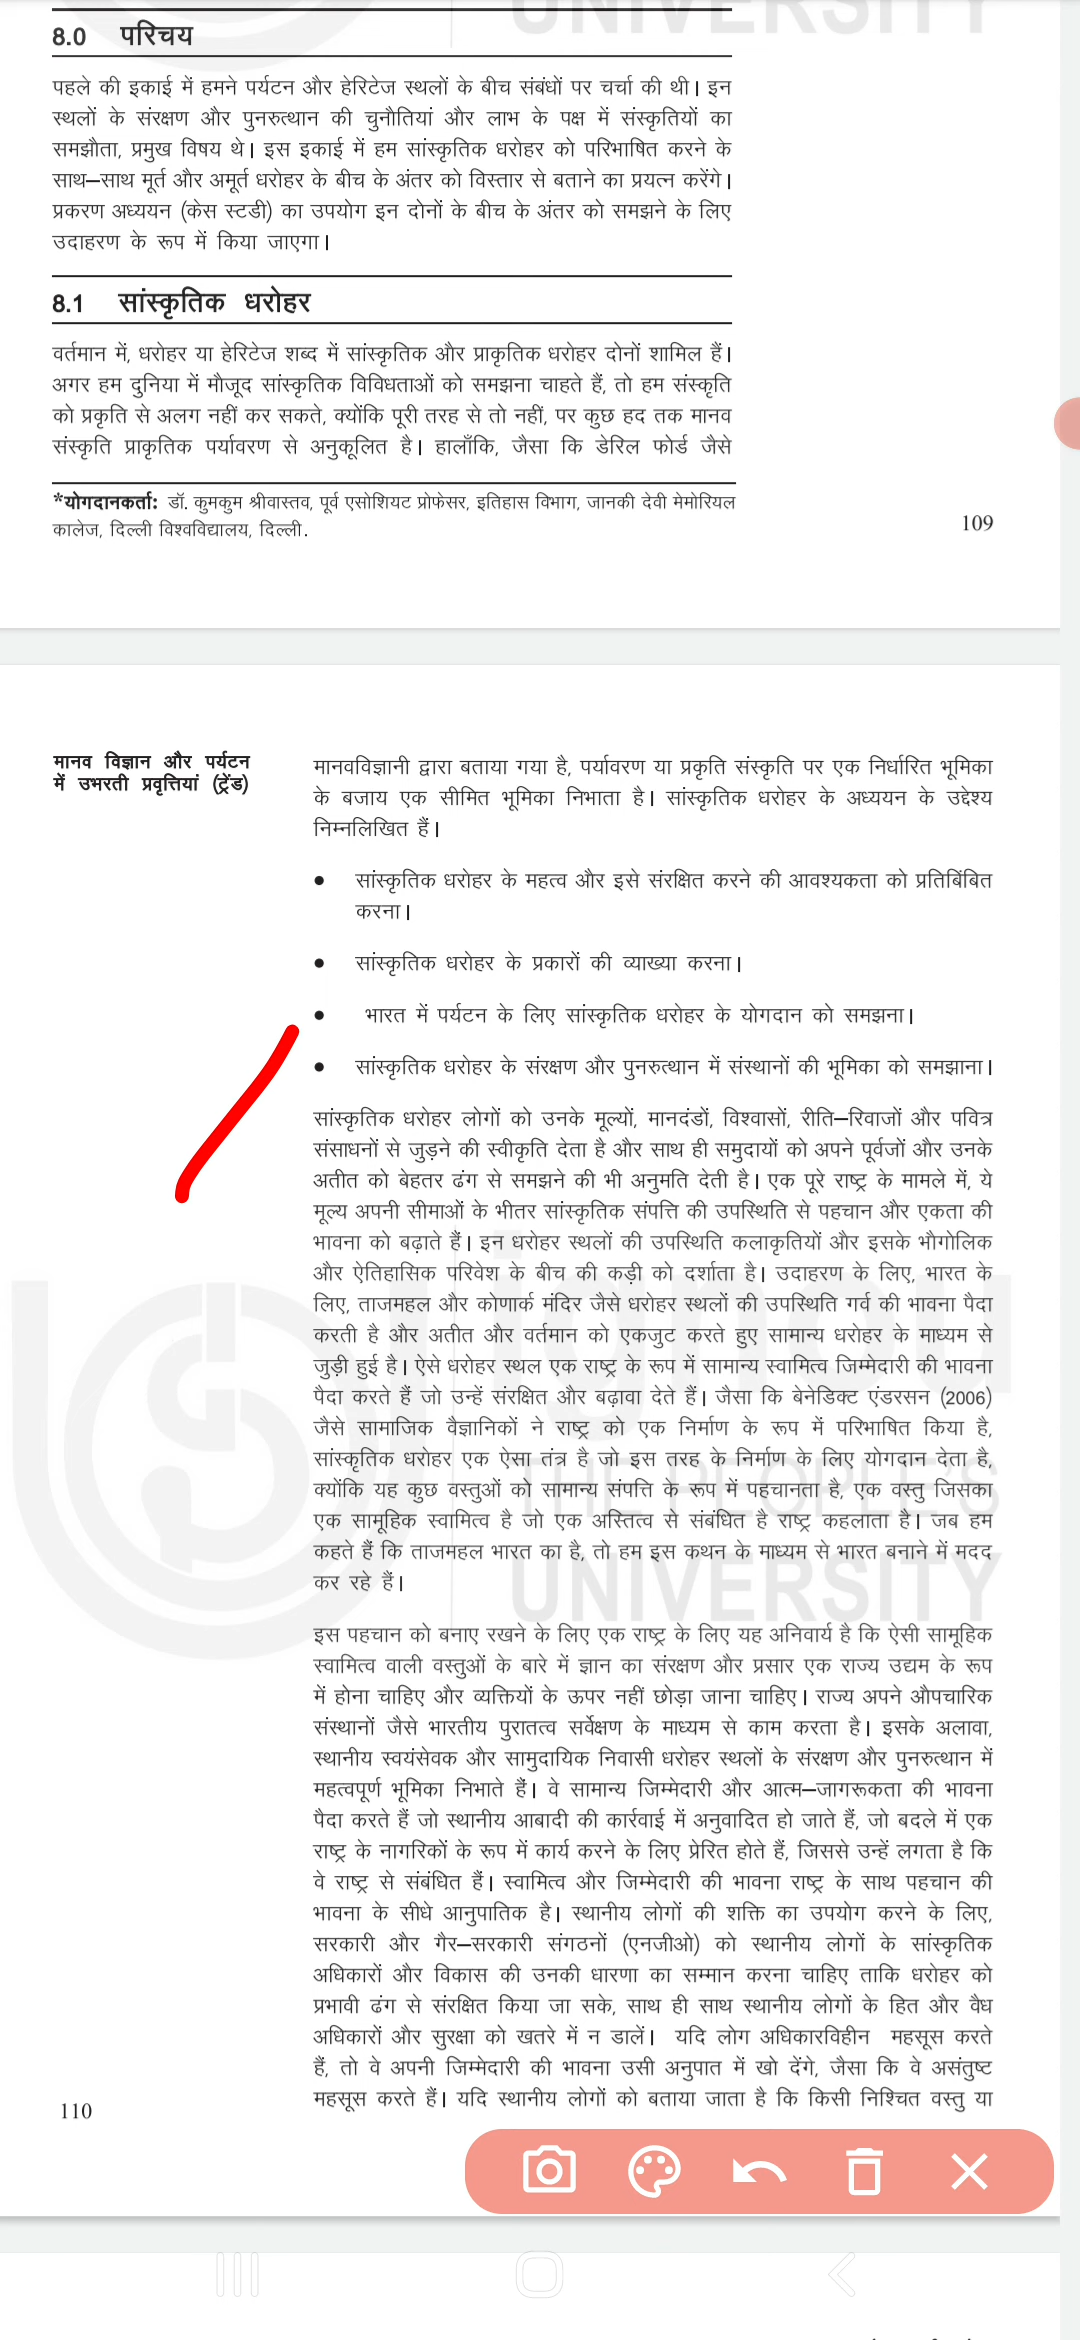 UNIVERSITY
8.0 परिचय
पहले की इकाई में हमने पर्यटन और हेरिटेज स्थलों के बीच संबंधों पर चर्चा की थी। इन
स्थलों के संरक्षण और पुनरुत्थान की चुनौतियां और लाभ के पक्ष में संस्कृतियों का
समझौता, प्रमुख विषय थे। इस इकाई में हम सांस्कृतिक धरोहर को परिभाषित करने के
साथ–साथ मूर्त और अमूर्त धरोहर के बीच के अंतर को विस्तार से बताने का प्रयत्न करेंगे।
प्रकरण अध्ययन (केस स्टडी) का उपयोग इन दोनों के बीच के अंतर को समझने के लिए
उदाहरण के रूप में किया जाएगा।
8.1 सांस्कृतिक धरोहर
वर्तमान में, धरोहर या हेरिटेज शब्द में सांस्कृतिक और प्राकृतिक धरोहर दोनों शामिल हैं।
अगर हम दुनिया में मौजूद सांस्कृतिक विविधताओं को समझना चाहते हैं, तो हम संस्कृति
को प्रकृति से अलग नहीं कर सकते, क्योंकि पूरी तरह से तो नहीं, पर कुछ हद तक मानव
संस्कृति प्राकृतिक पर्यावरण से अनुकूलित है। हालाँकि, जैसा कि डेरिल फोर्ड जैसे
*योगदानकर्ता: डॉ. कुमकुम श्रीवास्तव, पूर्व एसोशियट प्रोफेसर, इतिहास विभाग, जानकी देवी मेमोरियल
कालेज, दिल्ली विश्वविद्यालय, दिल्ली.
109
मानव विज्ञान और पर्यटन
में उभरती प्रवृत्तियां (ट्रेंड)
मानवविज्ञानी द्वारा बताया गया है, पर्यावरण या प्रकृति संस्कृति पर एक निर्धारित भूमिका
के बजाय एक सीमित भूमिका निभाता है। सांस्कृतिक धरोहर के अध्ययन के उद्देश्य
निम्नलिखित हैं।
• सांस्कृतिक धरोहर के महत्व और इसे संरक्षित करने की आवश्यकता को प्रतिबिंबित
करना।
• सांस्कृतिक धरोहर के प्रकारों की व्याख्या करना।
• भारत में पर्यटन के लिए सांस्कृतिक धरोहर के योगदान को समझना।
• सांस्कृतिक धरोहर के संरक्षण और पुनरुत्थान में संस्थानों की भूमिका को समझाना।
सांस्कृतिक धरोहर लोगों को उनके मूल्यों, मानदंडों, विश्वासों, रीति–रिवाजों और पवित्र
संसाधनों से जुड़ने की स्वीकृति देता है और साथ ही समुदायों को अपने पूर्वजों और उनके
अतीत को बेहतर ढंग से समझने की भी अनुमति देती है। एक पूरे राष्ट्र के मामले में, ये
मूल्य अपनी सीमाओं के भीतर सांस्कृतिक संपत्ति की उपस्थिति से पहचान और एकता की
भावना को बढ़ाते हैं। इन धरोहर स्थलों की उपस्थिति कलाकृतियों और इसके भौगोलिक
और ऐतिहासिक परिवेश के बीच की कड़ी को दर्शाता है। उदाहरण के लिए, भारत के
लिए, ताजमहल और कोणार्क मंदिर जैसे धरोहर स्थलों की उपस्थिति गर्व की भावना पैदा
करती है और अतीत और वर्तमान को एकजुट करते हुए सामान्य धरोहर के माध्यम से
जुड़ी हुई है। ऐसे धरोहर स्थल एक राष्ट्र के रूप में सामान्य स्वामित्व जिम्मेदारी की भावना
पैदा करते हैं जो उन्हें संरक्षित और बढ़ावा देते हैं। जैसा कि बेनेडिक्ट एंडरसन (2006)
जैसे सामाजिक वैज्ञानिकों ने राष्ट्र को एक निर्माण के रूप में परिभाषित किया है,
सांस्कृतिक धरोहर एक ऐसा तंत्र है जो इस तरह के निर्माण के लिए योगदान देता है,
क्योंकि यह कुछ वस्तुओं को सामान्य संपत्ति के रूप में पहचानता है, एक वस्तु जिसका
एक सामूहिक स्वामित्व है जो एक अस्तित्व से संबंधित है राष्ट्र कहलाता है। जब हम
कहते हैं कि ताजमहल भारत का है, तो हम इस कथन के माध्यम से भारत बनाने में मदद
कर रहे हैं।
ignou
THE PEOPLE'S
UNIVERSITY
इस पहचान को बनाए रखने के लिए एक राष्ट्र के लिए यह अनिवार्य है कि ऐसी सामूहिक
स्वामित्व वाली वस्तुओं के बारे में ज्ञान का संरक्षण और प्रसार एक राज्य उद्यम के रूप
में होना चाहिए और व्यक्तियों के ऊपर नहीं छोड़ा जाना चाहिए। राज्य अपने औपचारिक
संस्थानों जैसे भारतीय पुरातत्व सर्वेक्षण के माध्यम से काम करता है। इसके अलावा,
स्थानीय स्वयंसेवक और सामुदायिक निवासी धरोहर स्थलों के संरक्षण और पुनरुत्थान में
महत्वपूर्ण भूमिका निभाते हैं। वे सामान्य जिम्मेदारी और आत्म–जागरूकता की भावना
पैदा करते हैं जो स्थानीय आबादी की कार्रवाई में अनुवादित हो जाते हैं, जो बदले में एक
राष्ट्र के नागरिकों के रूप में कार्य करने के लिए प्रेरित होते हैं, जिससे उन्हें लगता है कि
वे राष्ट्र से संबंधित हैं। स्वामित्व और जिम्मेदारी की भावना राष्ट्र के साथ पहचान की
भावना के सीधे आनुपातिक है। स्थानीय लोगों की शक्ति का उपयोग करने के लिए,
सरकारी और गैर–सरकारी संगठनों (एनजीओ) को स्थानीय लोगों के सांस्कृतिक
अधिकारों और विकास की उनकी धारणा का सम्मान करना चाहिए ताकि धरोहर को
प्रभावी ढंग से संरक्षित किया जा सके, साथ ही साथ स्थानीय लोगों के हित और वैध
अधिकारों और सुरक्षा को खतरे में न डालें। यदि लोग अधिकारविहीन महसूस करते
हैं, तो वे अपनी जिम्मेदारी की भावना उसी अनुपात में खो देंगे, जैसा कि वे असंतुष्ट
महसूस करते हैं। यदि स्थानीय लोगों को बताया जाता है कि किसी निश्चित वस्तु या
110